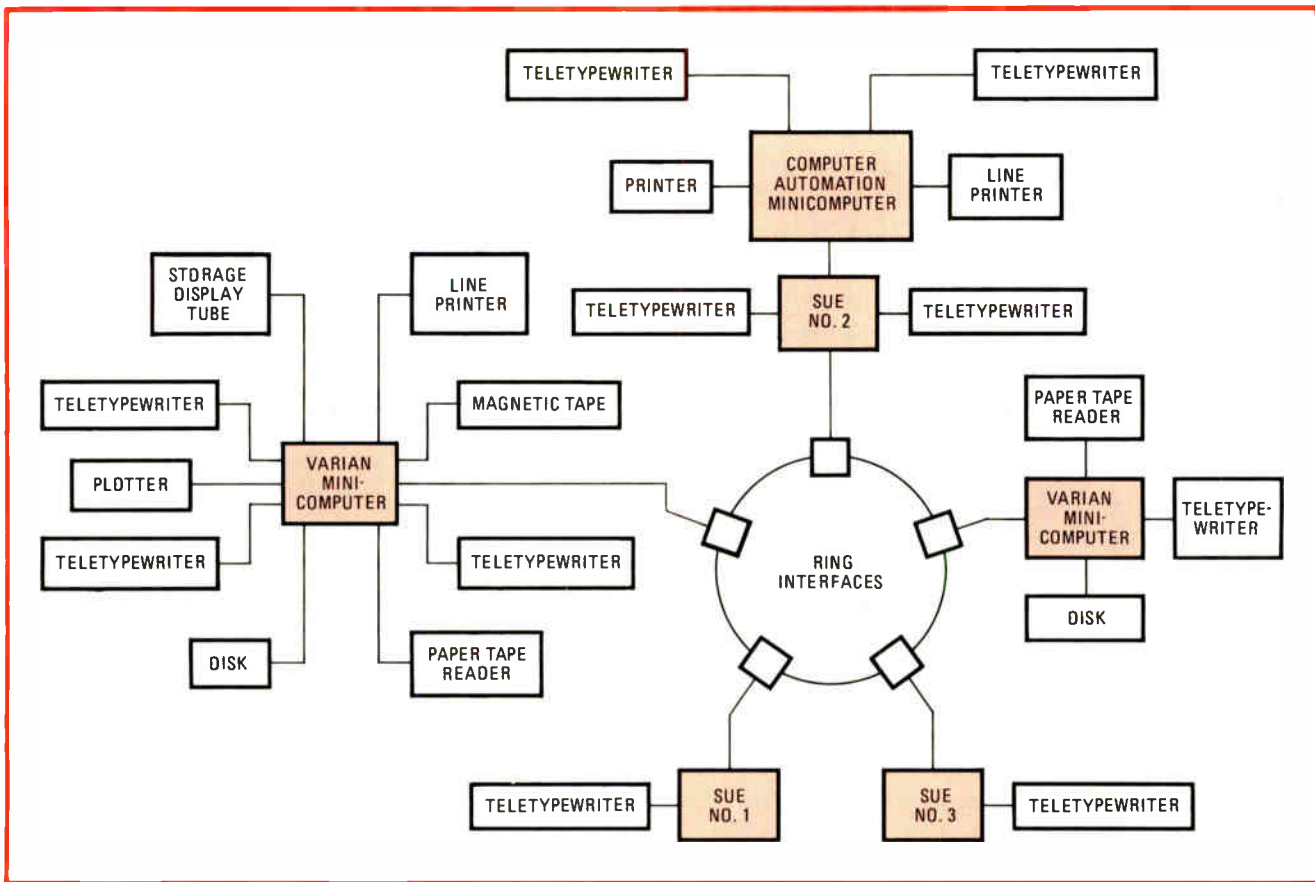 TELETYPEWRITER
TELETYPEWRITER
PRINTER
COMPUTER
AUTOMATION
MINICOMPUTER
LINE
PRINTER
STORAGE
DISPLAY
TUBE
LINE
PRINTER
TELETYPEWRITER
SUE
NO. 2
TELETYPEWRITER
TELETYPEWRITER
MAGNETIC TAPE
PLOTTER
VARIAN
MINI-
COMPUTER
TELETYPEWRITER
TELETYPEWRITER
DISK
PAPER TAPE
READER
RING
INTERFACES
PAPER TAPE
READER
VARIAN
MINI-
COMPUTER
TELETYPE-
WRITER
DISK
TELETYPEWRITER
SUE
NO. 1
SUE
NO. 3
TELETYPEWRITER